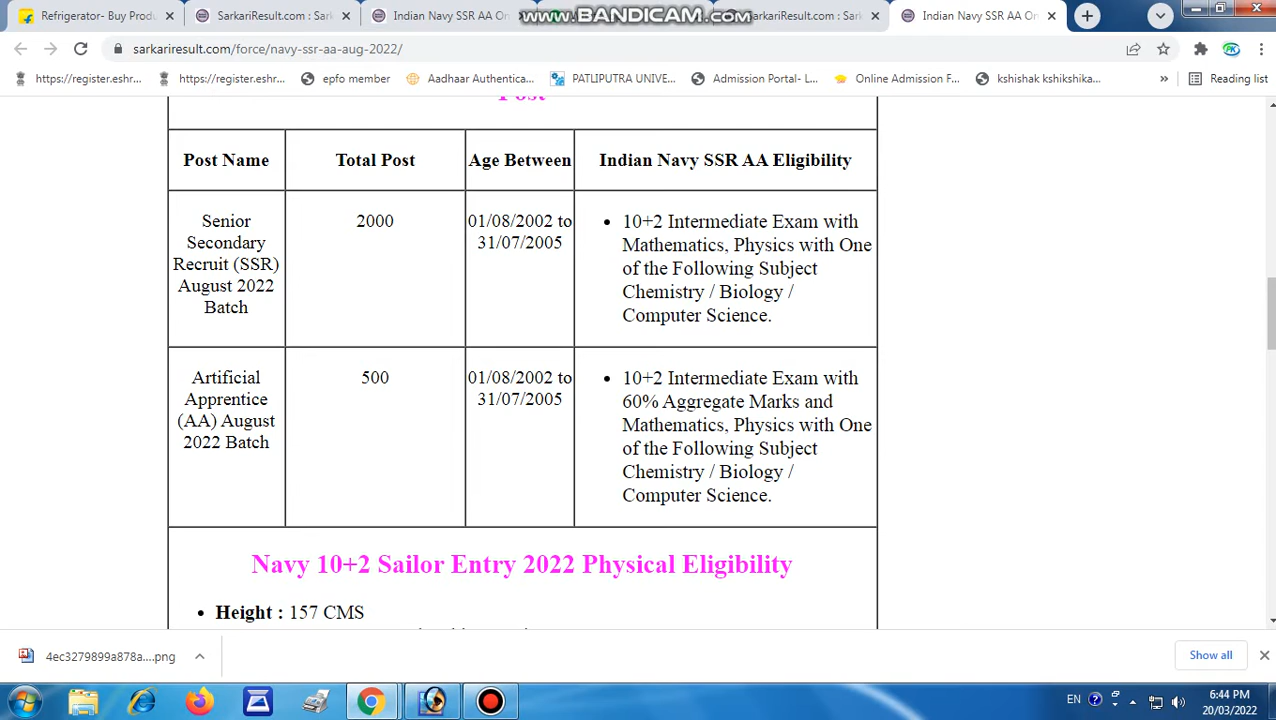 Refrigerator- Buy Produ
SarkariResult.com : Sark
Indian Navy SSR AA On
www.BANDICAM.com
SarkariResult.com : Sark
Indian Navy SSR AA On
sarkariresult.com/force/navy-ssr-aa-aug-2022/
https://register.eshr...
https://register.eshr...
epfo member
Aadhaar Authentica...
PATLIPUTRA UNIVE...
Admission Portal- L...
Online Admission F...
kshishak kshikshika...
»
Reading list
Post
Post Name
Total Post
Age Between
Indian Navy SSR AA Eligibility
Senior
Secondary
Recruit (SSR)
August 2022
Batch
2000
01/08/2002 to
31/07/2005
• 10+2 Intermediate Exam with
Mathematics, Physics with One
of the Following Subject
Chemistry / Biology /
Computer Science.
Artificial
Apprentice
(AA) August
2022 Batch
500
01/08/2002 to
31/07/2005
• 10+2 Intermediate Exam with
60% Aggregate Marks and
Mathematics, Physics with One
of the Following Subject
Chemistry / Biology /
Computer Science.
Navy 10+2 Sailor Entry 2022 Physical Eligibility
• Height : 157 CMS
4ec3279899a878a....png
Show all
EN
6:44 PM
20/03/2022